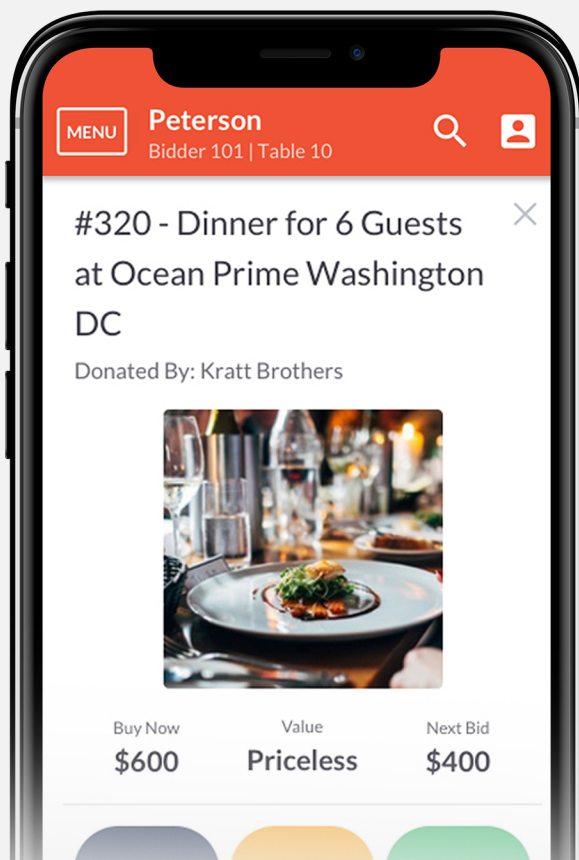 MENU
Peterson
Bidder 101 | Table 10
#320 - Dinner for 6 Guests
at Ocean Prime Washington
DC
Donated By: Kratt Brothers
Buy Now
Value
Next Bid
$600
Priceless
$400